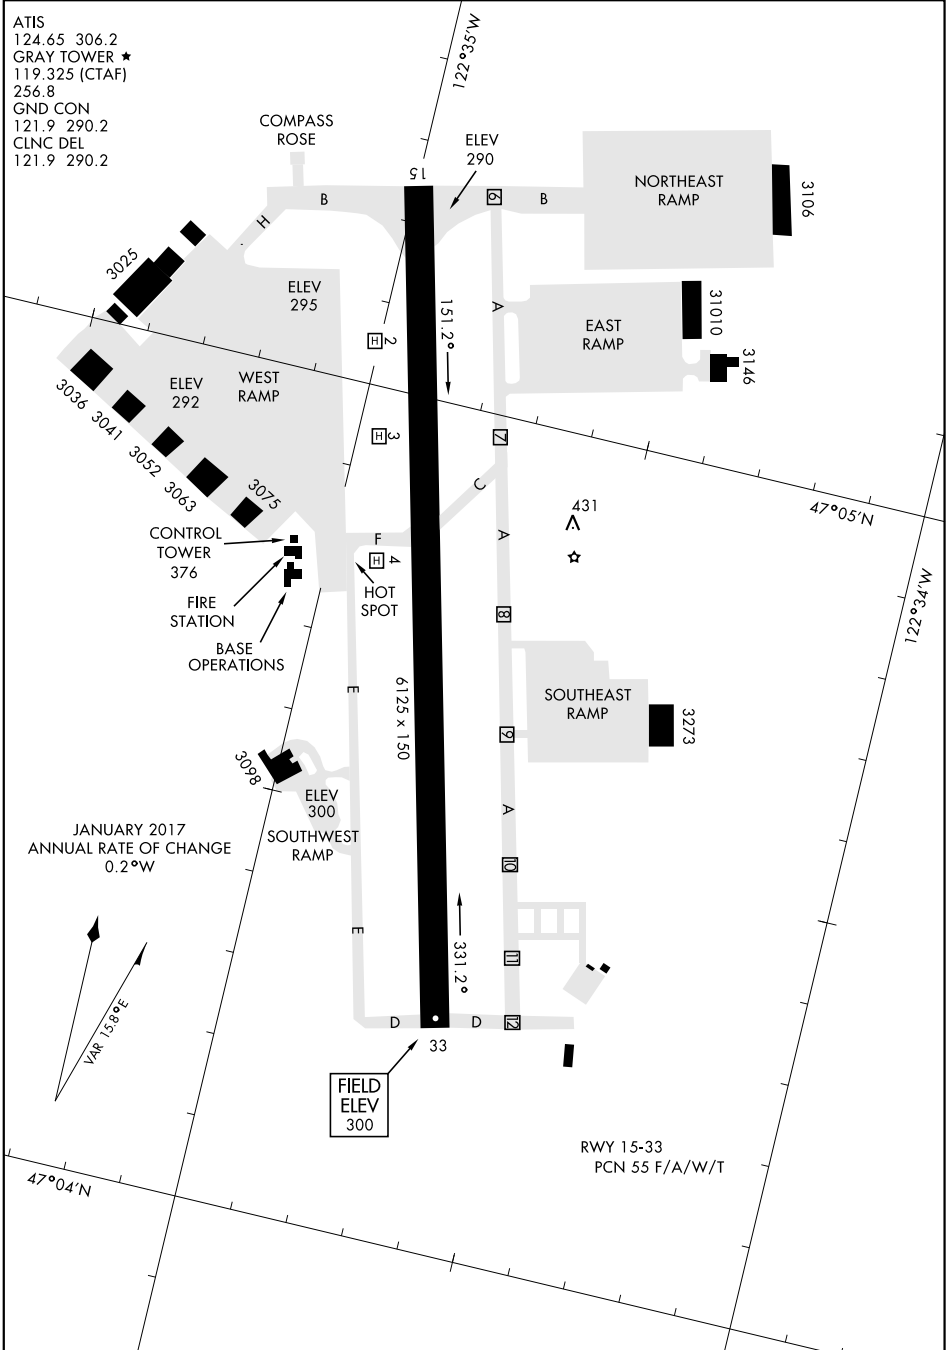 ATIS
124.65 306.2
GRAY TOWER ★
119.325 (CTAF)
256.8
GND CON
121.9 290.2
CLNC DEL
121.9 290.2
122°35'W
COMPASS
ROSE
ELEV
290
15
NORTHEAST
RAMP
3106
B
6
B
H
3025
ELEV
295
151.2°
A
EAST
RAMP
31010
3146
H 2
ELEV
292
WEST
RAMP
3036
3041
3052
3063
3075
H 3
7
C
47°05'N
431
CONTROL
TOWER
376
F
H 4
A
HOT
SPOT
FIRE
STATION
BASE
OPERATIONS
8
122°34'W
E
6125 x 150
SOUTHEAST
RAMP
3273
9
3098
ELEV
300
SOUTHWEST
RAMP
A
JANUARY 2017
ANNUAL RATE OF CHANGE
0.2°W
10
E
331.2°
11
VAR 15.8°E
D
D
12
33
FIELD
ELEV
300
RWY 15-33
PCN 55 F/A/W/T
47°04'N